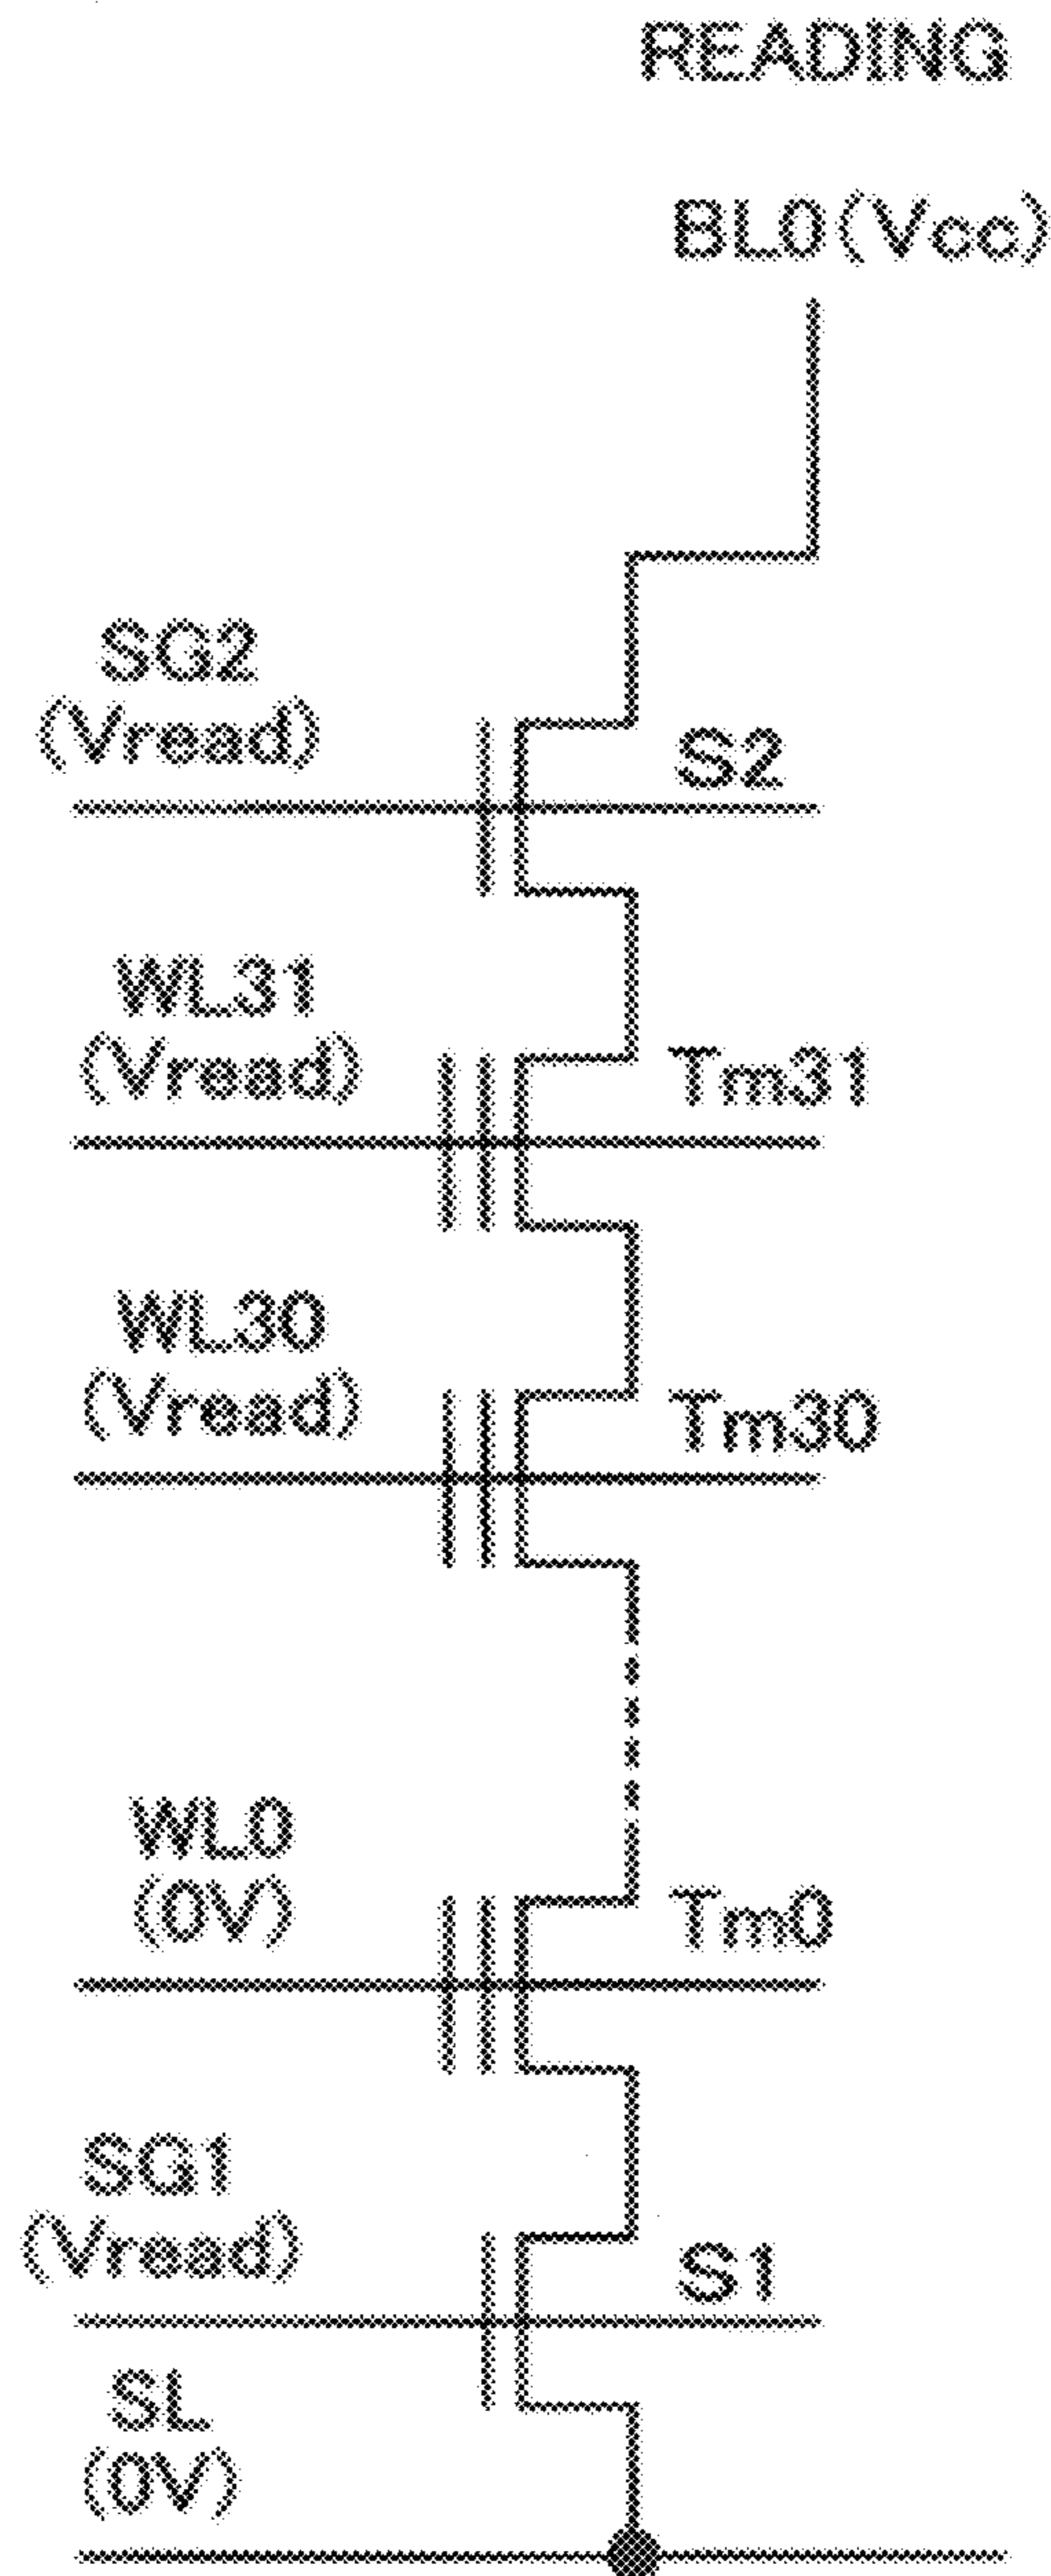 READING
BL0(Vcc)
SG2
(Vread)
S2
WL31
(Vread)
Tm31
WL30
(Vread)
Tm30
WL0
(0V)
Tm0
SG1
(Vread)
S1
SL
(0V)